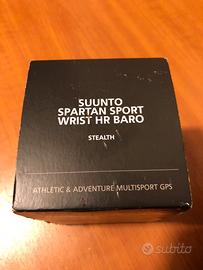 SUUNTO
SPARTAN SPORT
WRIST HR BARO
STEALTH
ATHLETIC & ADVENTURE MULTISPORT GPS
subito